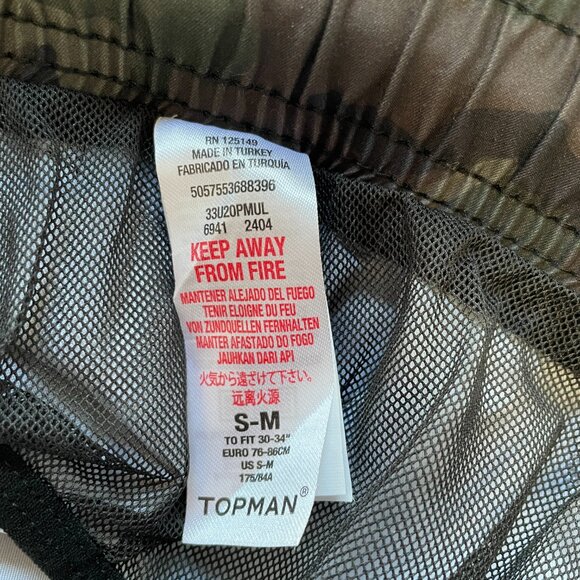 RN 125149
MADE IN TURKEY
FABRICADO EN TURQUÍA
5057553688396
33U20PMUL
6941 2404
KEEP AWAY
FROM FIRE
MANTENER ALEJADO DEL FUEGO
TENIR ELOIGNE DU FEU
VON ZUNDQUELLEN FERNHALTEN
MANTER AFASTADO DO FOGO
JAUHKAN DARI API
火気から遠ざけて下さい。
远离火源
S-M
TO FIT 30-34"
EURO 76-86CM
US S-M
175/84A
TOPMAN®